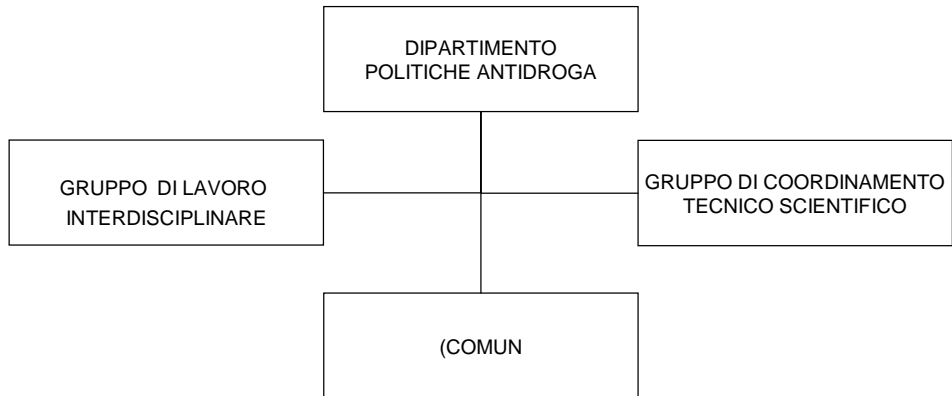 DIPARTIMENTO
POLITICHE ANTIDROGA
GRUPPO DI LAVORO
INTERDISCIPLINARE
GRUPPO DI COORDINAMENTO
TECNICO SCIENTIFICO
(COMUN